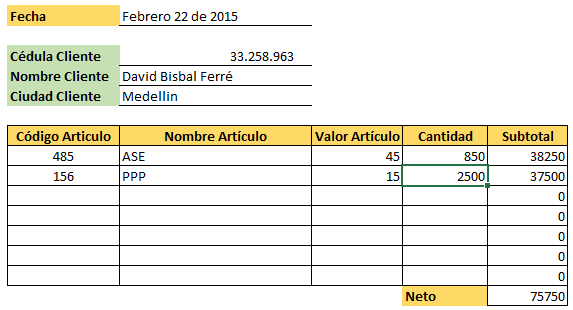 Fecha Febrero 22 de 2015
Cédula Cliente 33.258.963
Nombre Cliente David Bisbal Ferré
Ciudad Cliente Medellin
Código Articulo Nombre Artículo Valor Artículo Cantidad Subtotal
485 ASE 45 850 38250
156 PPP 15 2500 37500
0
0
0
0
0
Neto 75750